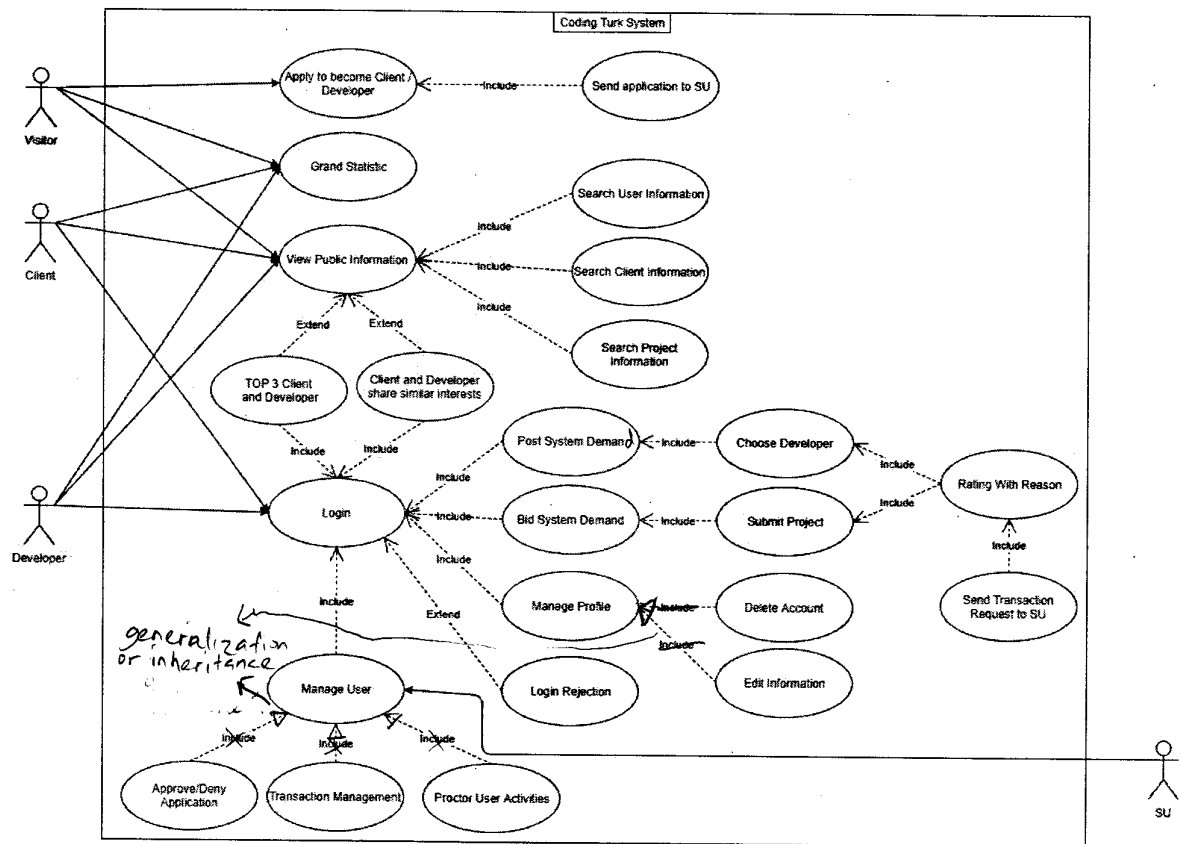 Coding Turk System
Visitor
Apply to become Client /
Developer
Include
Send application to SU
Grand Statistic
Client
Search User Information
Include
View Public Information
Include
Search Client Information
Include
Search Project
Information
Extend
Extend
TOP 3 Client
and Developer
Client and Developer
share similar interests
Include
Include
Post System Demand
Include
Choose Developer
Include
Include
Rating With Reason
Developer
Login
Include
Bid System Demand
Include
Submit Project
Include
Include
Include
Manage Profile
Include
Delete Account
Send Transaction
Request to SU
Include
Extend
Include
Edit Information
generalization
or inheritance
Manage User
Login Rejection
Include
Include
Include
Approve/Deny
Application
Transaction Management
Proctor User Activities
SU